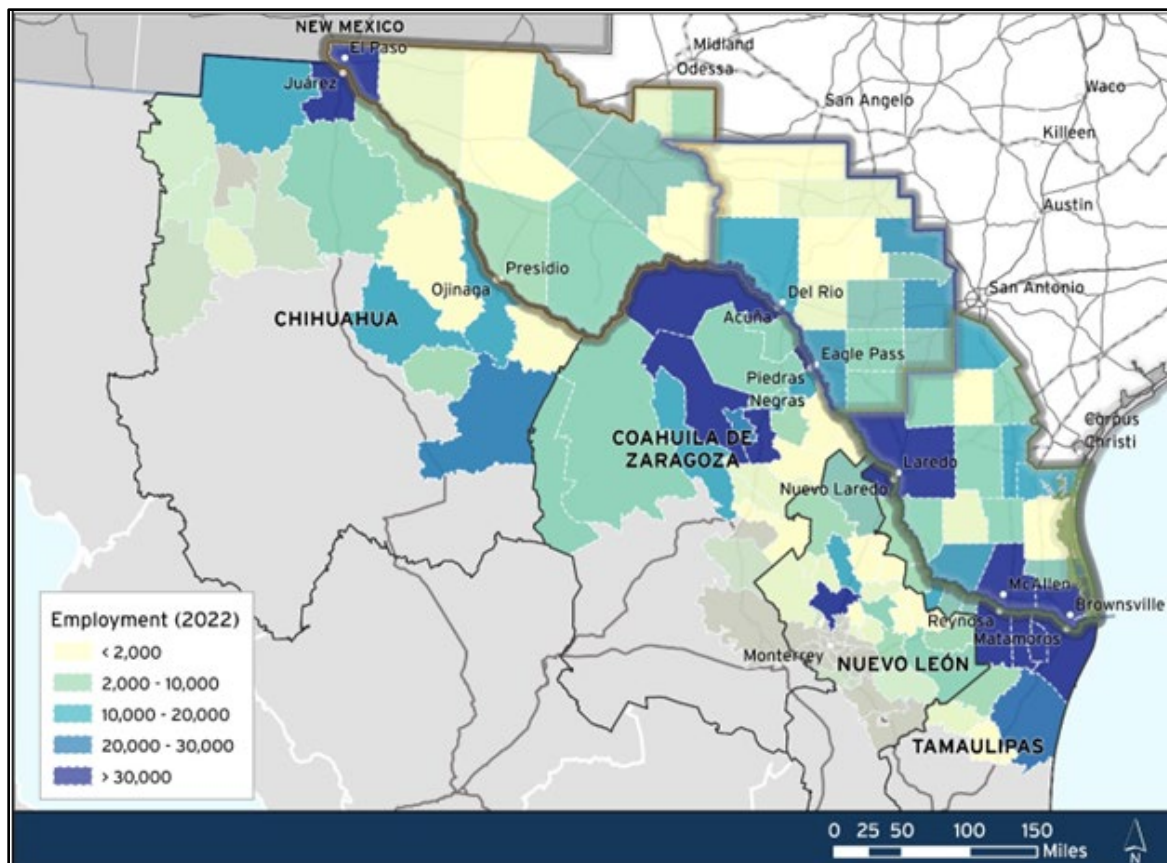 NEW MEXICO
El Paso
Juárez
Midland
Odessa
San Angelo
Waco
Killeen
Austin
San Antonio
Presidio
Ojinaga
CHIHUAHUA
Del Rio
Acuña
Eagle Pass
Piedras
Negras
COAHUILA DE
ZARAGOZA
Corpus
Christi
Laredo
Nuevo Laredo
McAllen
Brownsville
Reynosa
Matamoros
Monterrey
NUEVO LEÓN
TAMAULIPAS
Employment (2022)
< 2,000
2,000 - 10,000
10,000 - 20,000
20,000 - 30,000
> 30,000
0 25 50 100 150
Miles
N